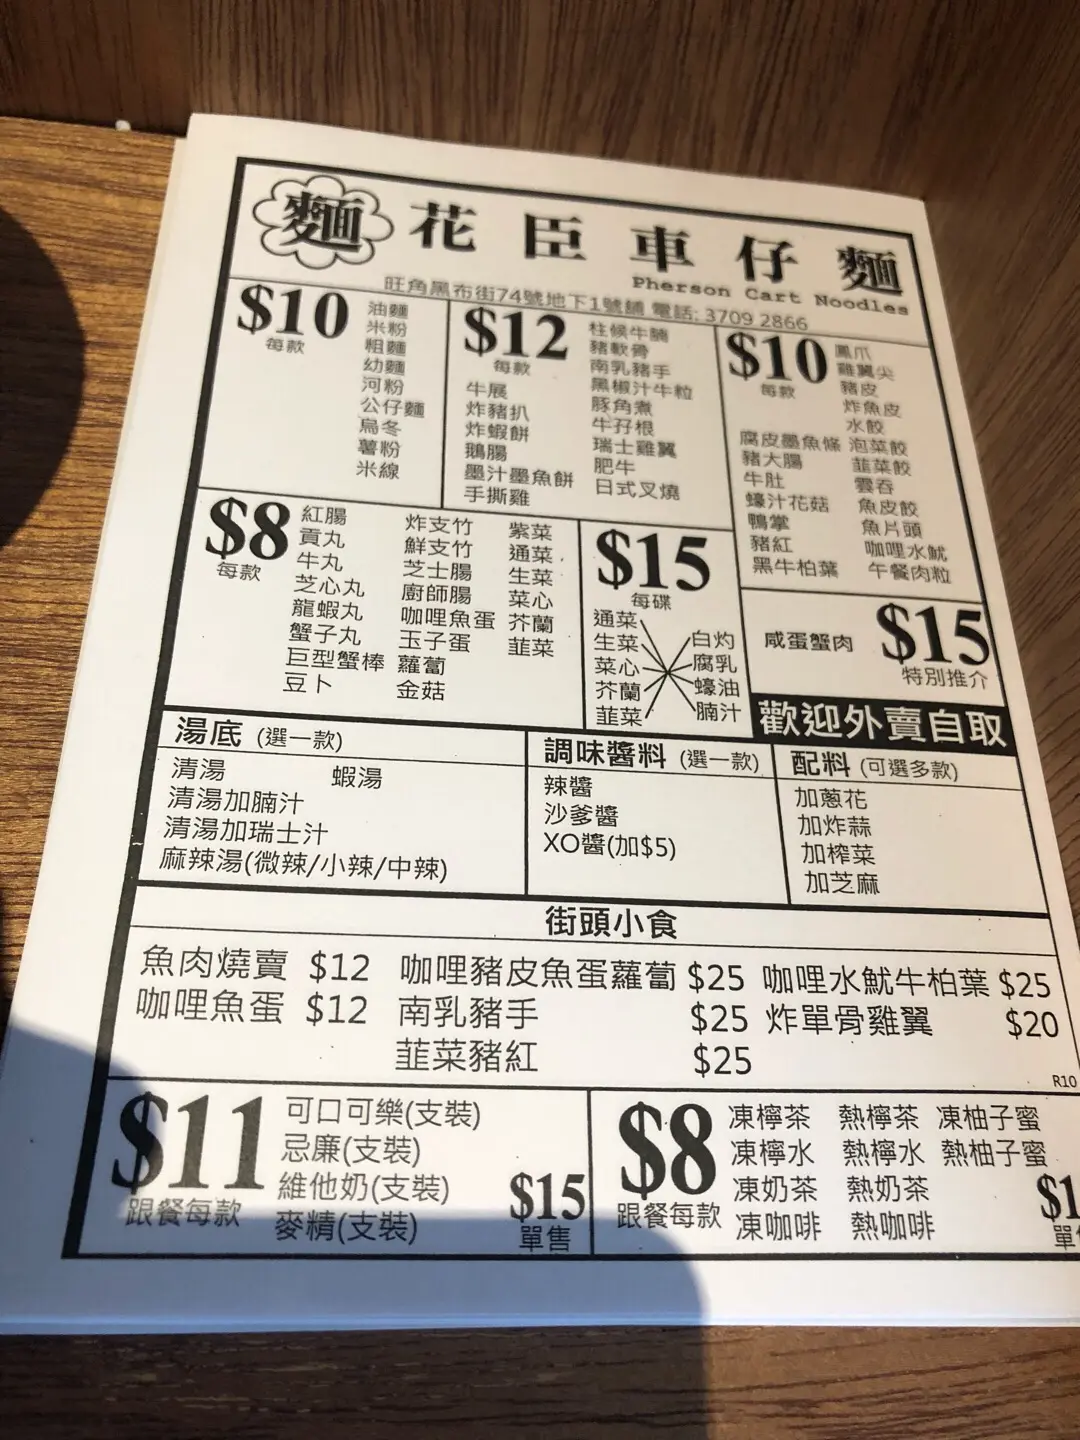 麵 花臣車仔麵
Pherson Cart Noodles
旺角黑布街74號地下1號舖 電話: 3709 2866
$10
每款
油麵
米粉
粗麵
幼麵
河粉
公仔麵
烏冬
薯粉
米線
$12
每款
牛展
炸豬扒
炸蝦餅
鵝腸
墨汁墨魚餅
手撕雞
柱候牛腩
豬軟骨
南乳豬手
黑椒汁牛粒
豚角煮
牛孖根
瑞士雞翼
肥牛
日式叉燒
$10
每款
鳳爪
雞翼尖
豬皮
炸魚皮
水餃
腐皮墨魚條 泡菜餃
豬大腸 韮菜餃
牛肚 雲吞
蠔汁花菇 魚皮餃
鴨掌 魚片頭
豬紅 咖哩水魷
黑牛柏葉 午餐肉粒
$8
每款
紅腸
貢丸
牛丸
芝心丸
龍蝦丸
蟹子丸
巨型蟹棒
豆卜
炸支竹
鮮支竹
芝士腸
廚師腸
咖哩魚蛋
玉子蛋
蘿蔔
金菇
紫菜
通菜
生菜
菜心
芥蘭
韮菜
$15
每碟
通菜
生菜
菜心
芥蘭
韮菜
白灼
腐乳
蠔油
腩汁
咸蛋蟹肉 $15
特別推介
歡迎外賣自取
湯底 (選一款)
清湯 蝦湯
清湯加腩汁
清湯加瑞士汁
麻辣湯(微辣/小辣/中辣)
調味醬料 (選一款)
辣醬
沙爹醬
XO醬(加$5)
配料 (可選多款)
加蔥花
加炸蒜
加榨菜
加芝麻
街頭小食
魚肉燒賣 $12 咖哩豬皮魚蛋蘿蔔 $25 咖哩水魷牛柏葉 $25
咖哩魚蛋 $12 南乳豬手 $25 炸單骨雞翼 $20
韮菜豬紅 $25
R10
$11
跟餐每款
可口可樂(支裝)
忌廉(支裝)
維他奶(支裝)
麥精(支裝)
$15
單售
$8
跟餐每款
凍檸茶 熱檸茶 凍柚子蜜
凍檸水 熱檸水 熱柚子蜜
凍奶茶 熱奶茶
凍咖啡 熱咖啡
$1
單